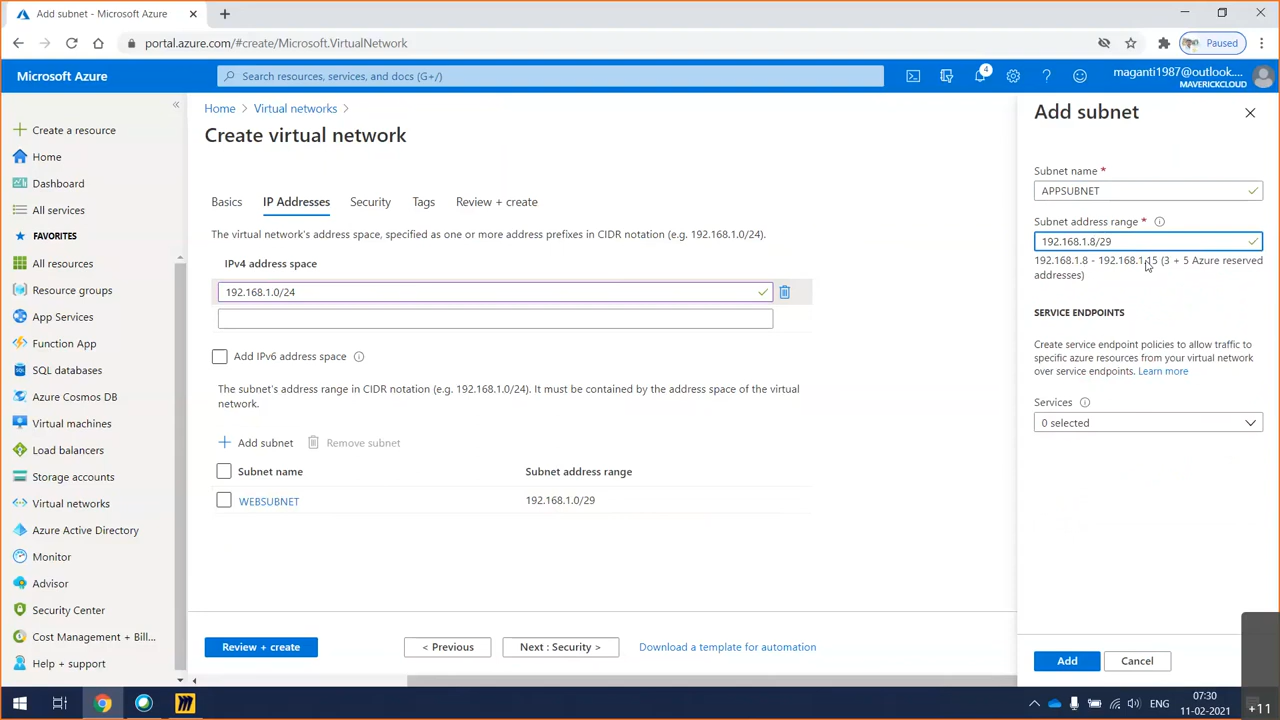 Add subnet - Microsoft Azure
portal.azure.com/#create/Microsoft.VirtualNetwork
Paused
Microsoft Azure
Search resources, services, and docs (G+/)
4
maganti1987@outlook....
MAVERICKCLOUD
Create a resource
Home
Dashboard
All services
FAVORITES
All resources
Resource groups
App Services
Function App
SQL databases
Azure Cosmos DB
Virtual machines
Load balancers
Storage accounts
Virtual networks
Azure Active Directory
Monitor
Advisor
Security Center
Cost Management + Bill...
Help + support
Home > Virtual networks >
Create virtual network
Basics IP Addresses Security Tags Review + create
The virtual network's address space, specified as one or more address prefixes in CIDR notation (e.g. 192.168.1.0/24).
IPv4 address space
192.168.1.0/24
Add IPv6 address space
The subnet's address range in CIDR notation (e.g. 192.168.1.0/24). It must be contained by the address space of the virtual
network.
Add subnet Remove subnet
Subnet name Subnet address range
WEBSUBNET 192.168.1.0/29
Review + create < Previous Next : Security > Download a template for automation
Add subnet
Subnet name *
APPSUBNET
Subnet address range *
192.168.1.8/29
192.168.1.8 - 192.168.1.15 (3 + 5 Azure reserved
addresses)
SERVICE ENDPOINTS
Create service endpoint policies to allow traffic to
specific azure resources from your virtual network
over service endpoints. Learn more
Services
0 selected
Add Cancel
ENG
07:30
11-02-2021
+11